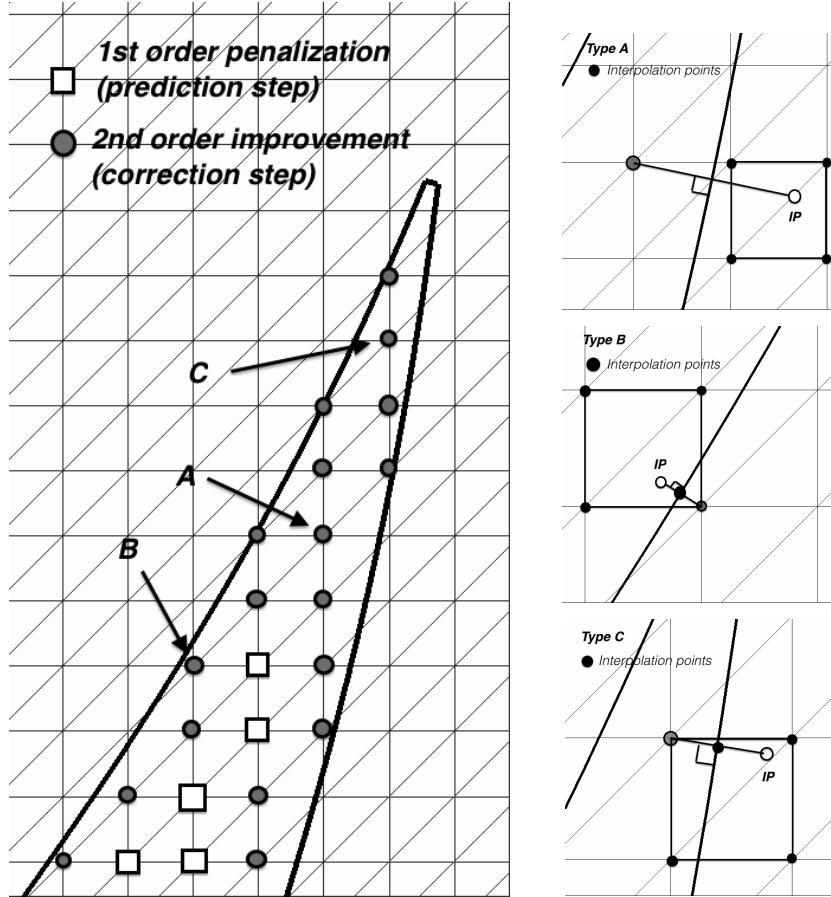 1st order penalization
(prediction step)
2nd order improvement
(correction step)
C
A
B
Type A
Interpolation points
IP
Type B
Interpolation points
IP
Type C
Interpolation points
IP